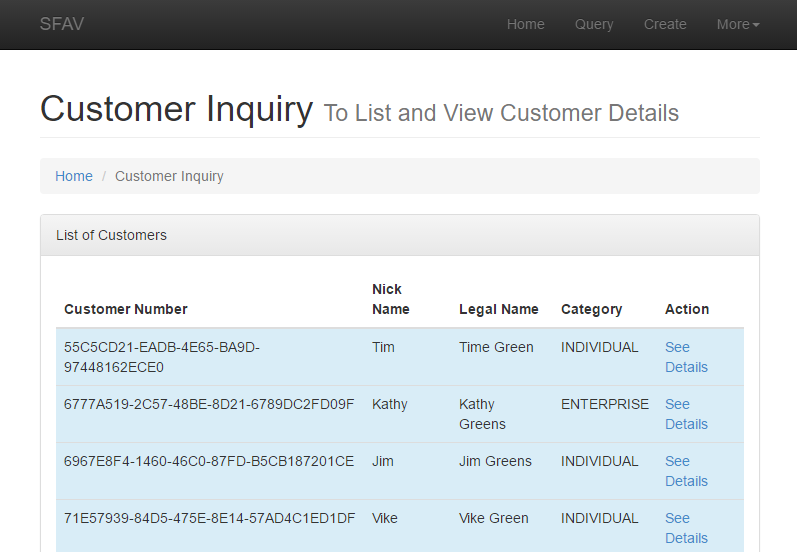 SFAV Home Query Create More
Customer Inquiry To List and View Customer Details
Home / Customer Inquiry
List of Customers
Customer Number Nick Name Legal Name Category Action
55C5CD21-EADB-4E65-BA9D-97448162ECE0 Tim Time Green INDIVIDUAL See Details
6777A519-2C57-48BE-8D21-6789DC2FD09F Kathy Kathy Greens ENTERPRISE See Details
6967E8F4-1460-46C0-87FD-B5CB187201CE Jim Jim Greens INDIVIDUAL See Details
71E57939-84D5-475E-8E14-57AD4C1ED1DF Vike Vike Green INDIVIDUAL See Details